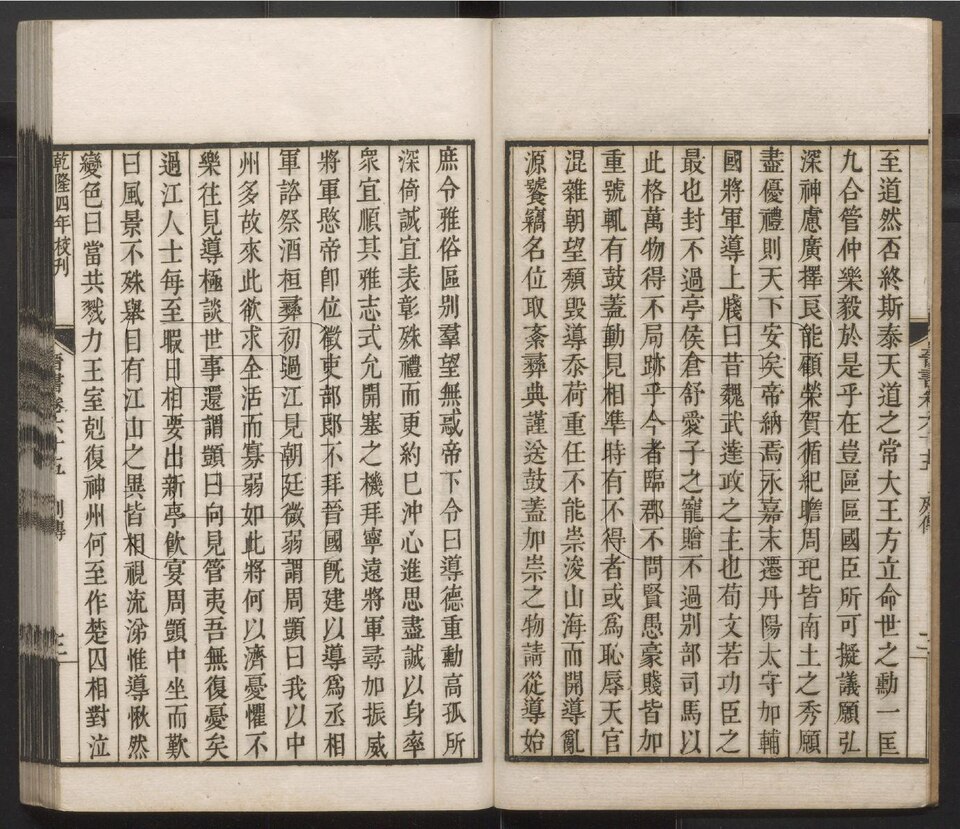 至道然否終斯泰天道之常大王方立命世之勳一匡
九合管仲樂毅於是乎在豈區區國臣所可擬議願弘
深神慮廣擇良能顧榮賀循紀瞻周玘皆南土之秀願
盡優禮則天下安矣帝納焉永嘉末遷丹陽太守加輔
國將軍導上牋曰昔魏武達政之主也荀文若功臣之
最也封不過亭侯倉舒愛子之寵贈不過別部司馬以
此格萬物得不局跡乎今者臨郡不問賢愚豪賤皆加
重號輒有鼓蓋動見相準時有不得者或爲恥辱天官
混雜朝望頹毀導忝荷重任不能崇浚山海而開導亂
源饕竊名位取紊彝典謹送鼓蓋加崇之物請從導始
庶令雅俗區別羣望無惑帝下令曰導德重勳高孤所
深倚誠宜表彰殊禮而更約已沖心進思盡誠以身率
衆宜順其雅志式允開塞之機拜寧遠將軍尋加振威
將軍愍帝卽位徵吏部郎不拜晉國旣建以導爲丞相
軍諮祭酒桓彝初過江見朝廷微弱謂周顗曰我以中
州多故來此欲求全活而寡弱如此將何以濟憂懼不
樂往見導極談世事還謂顗曰向見管夷吾無復憂矣
過江人士每至暇日相要出新亭飮宴周顗中坐而歎
曰風景不殊舉目有江山之異皆相視流涕惟導愀然
變色曰當共戮力王室剋復神州何至作楚囚相對泣
乾隆四年校刊
晉書卷六十五 列傳